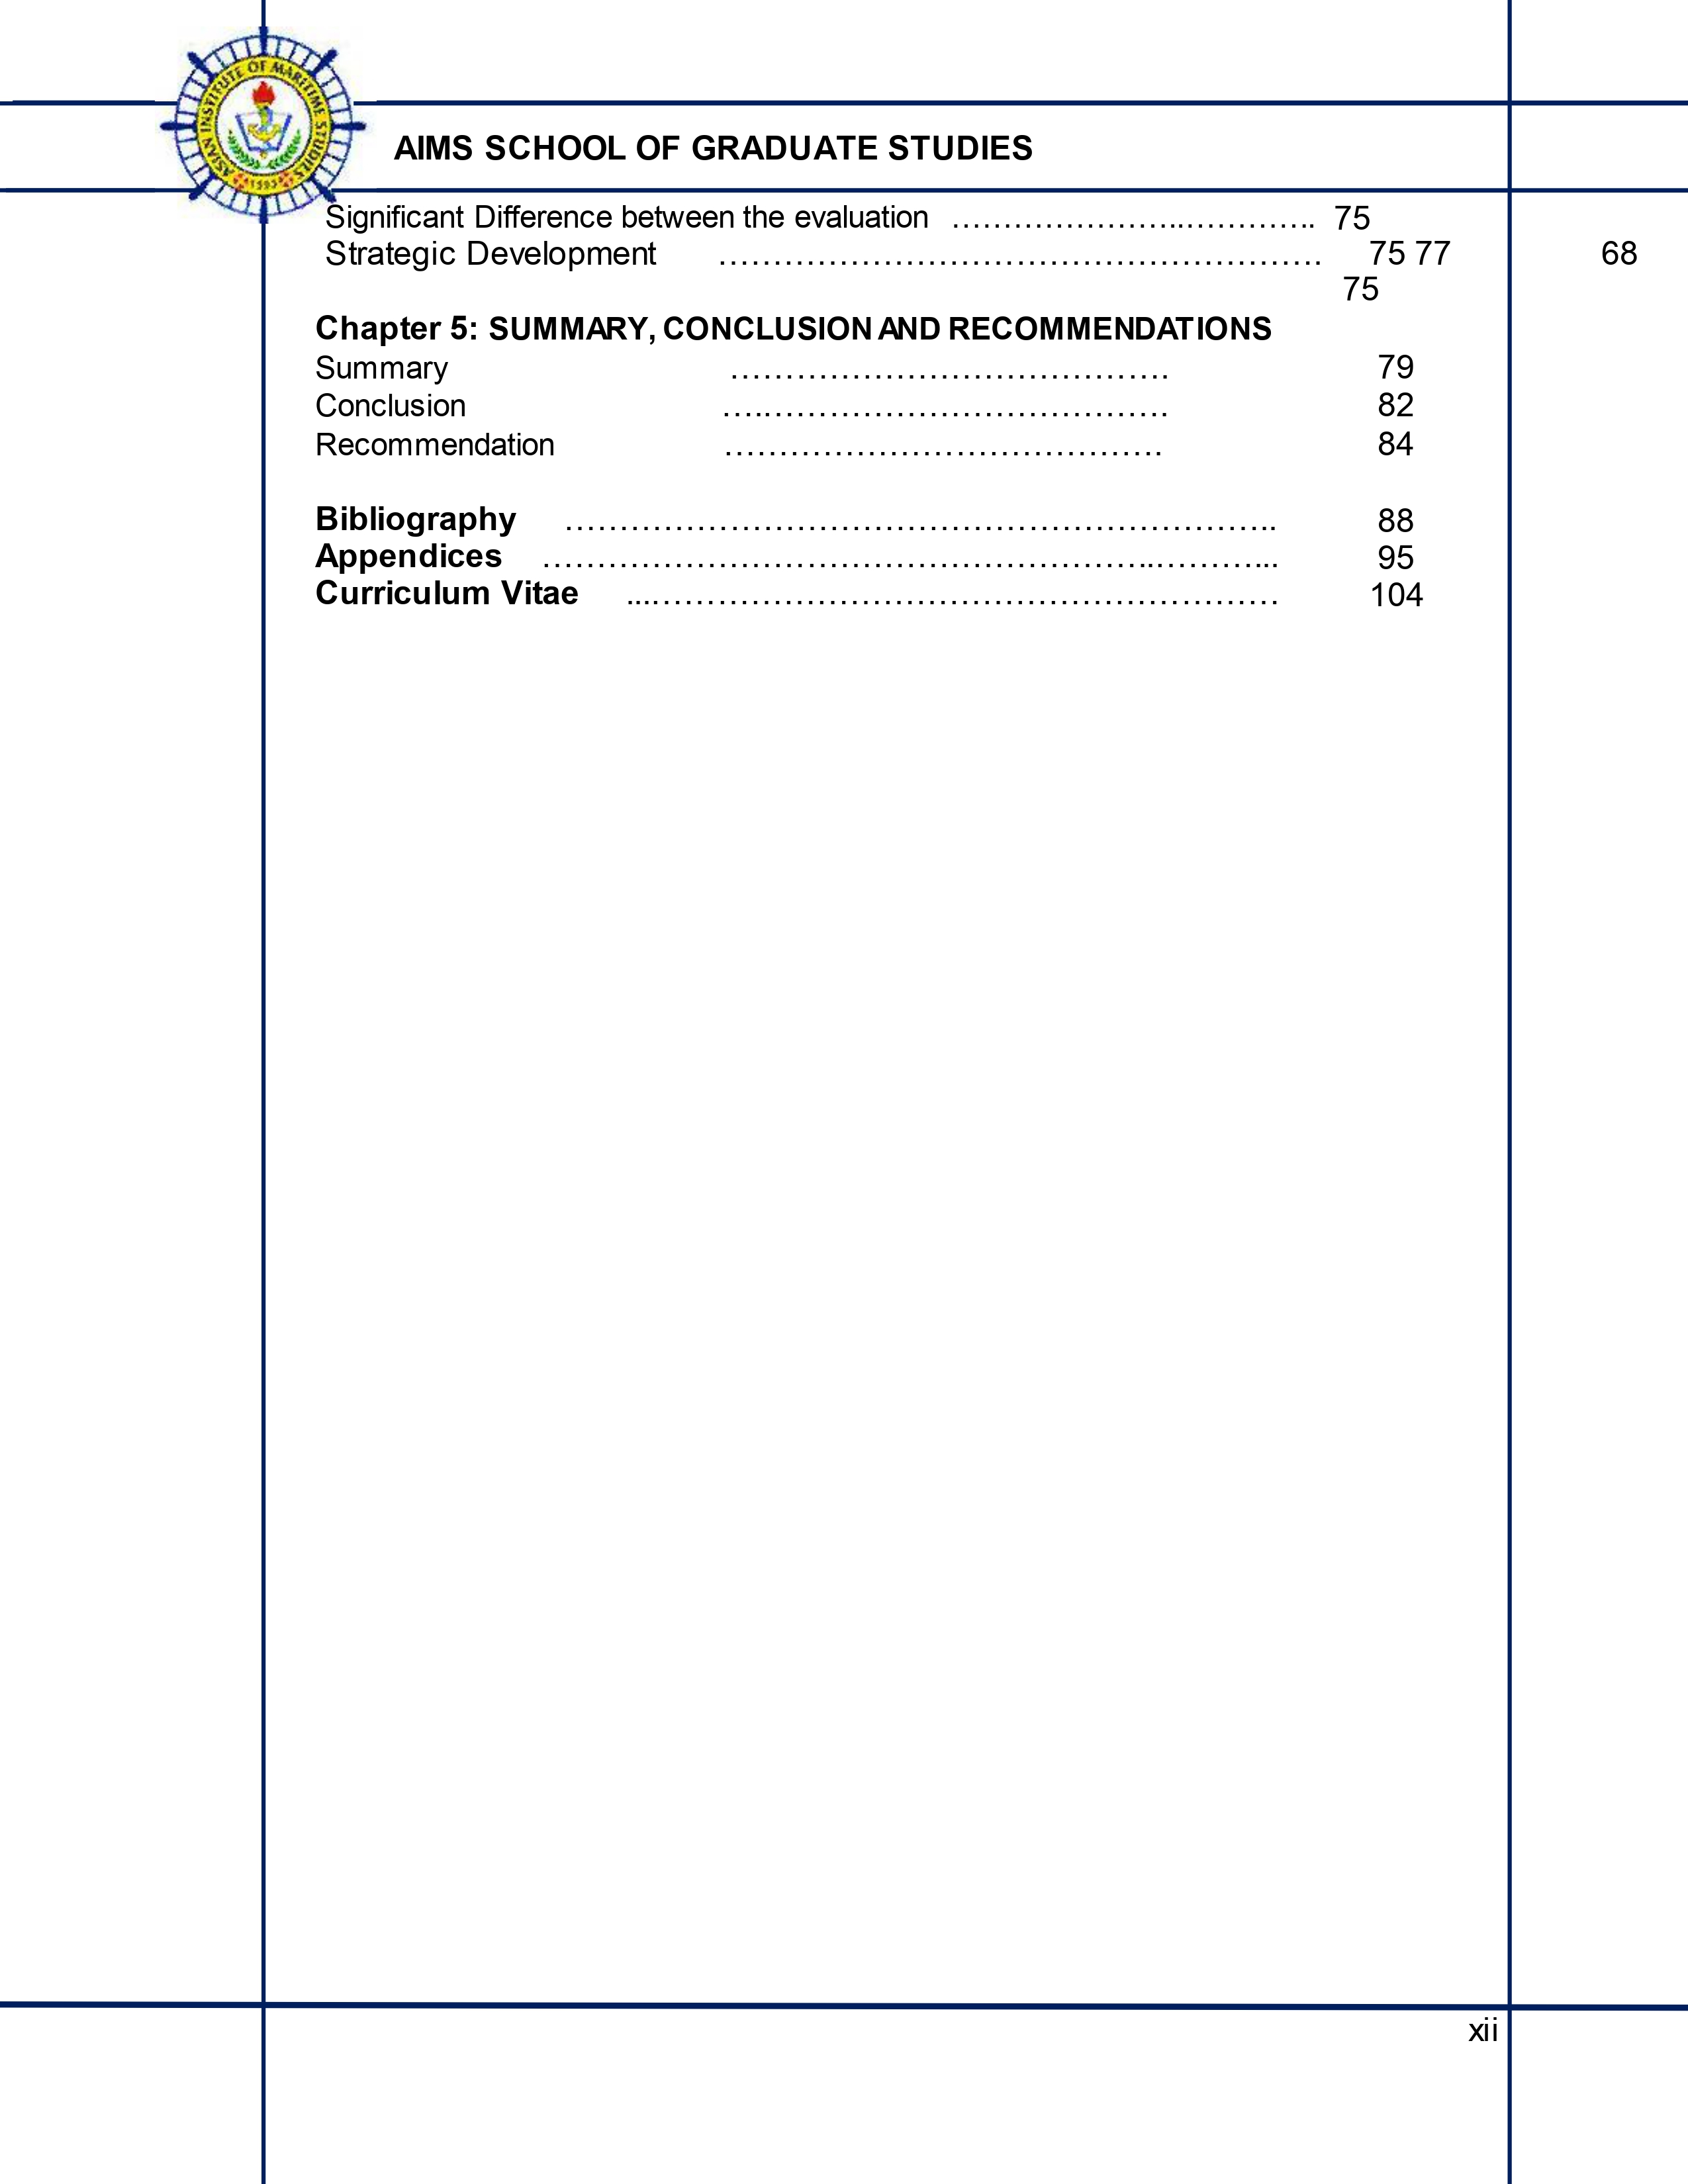 ASIAN INSTITUTE OF MARITIME STUDIES
1993
AIMS SCHOOL OF GRADUATE STUDIES
Significant Difference between the evaluation …………………..…………. 75
Strategic Development ………………………………………………. 75 77 68
75
Chapter 5: SUMMARY, CONCLUSION AND RECOMMENDATIONS
Summary …………………………………. 79
Conclusion …..………………………………. 82
Recommendation …………………………………. 84
Bibliography ……………………………………………………….. 88
Appendices ………………………………………………..………... 95
Curriculum Vitae ...………………………………………………… 104
xii